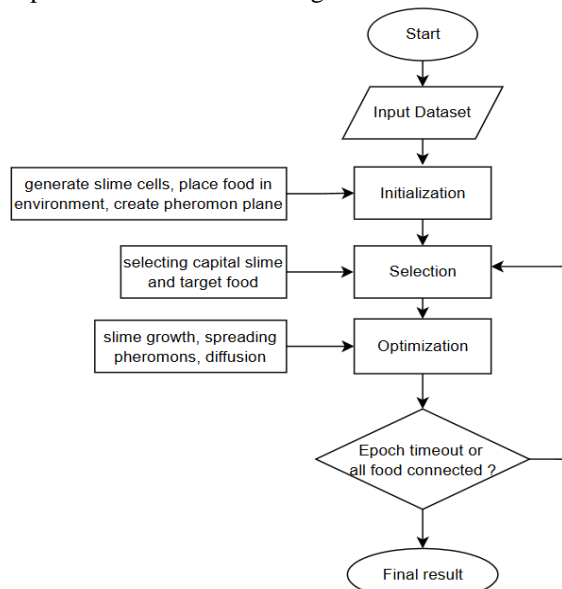 Start
Input Dataset
generate slime cells, place food in
environment, create pheromon plane
Initialization
selecting capital slime
and target food
Selection
slime growth, spreading
pheromons, diffusion
Optimization
Epoch timeout or
all food connected ?
Final result